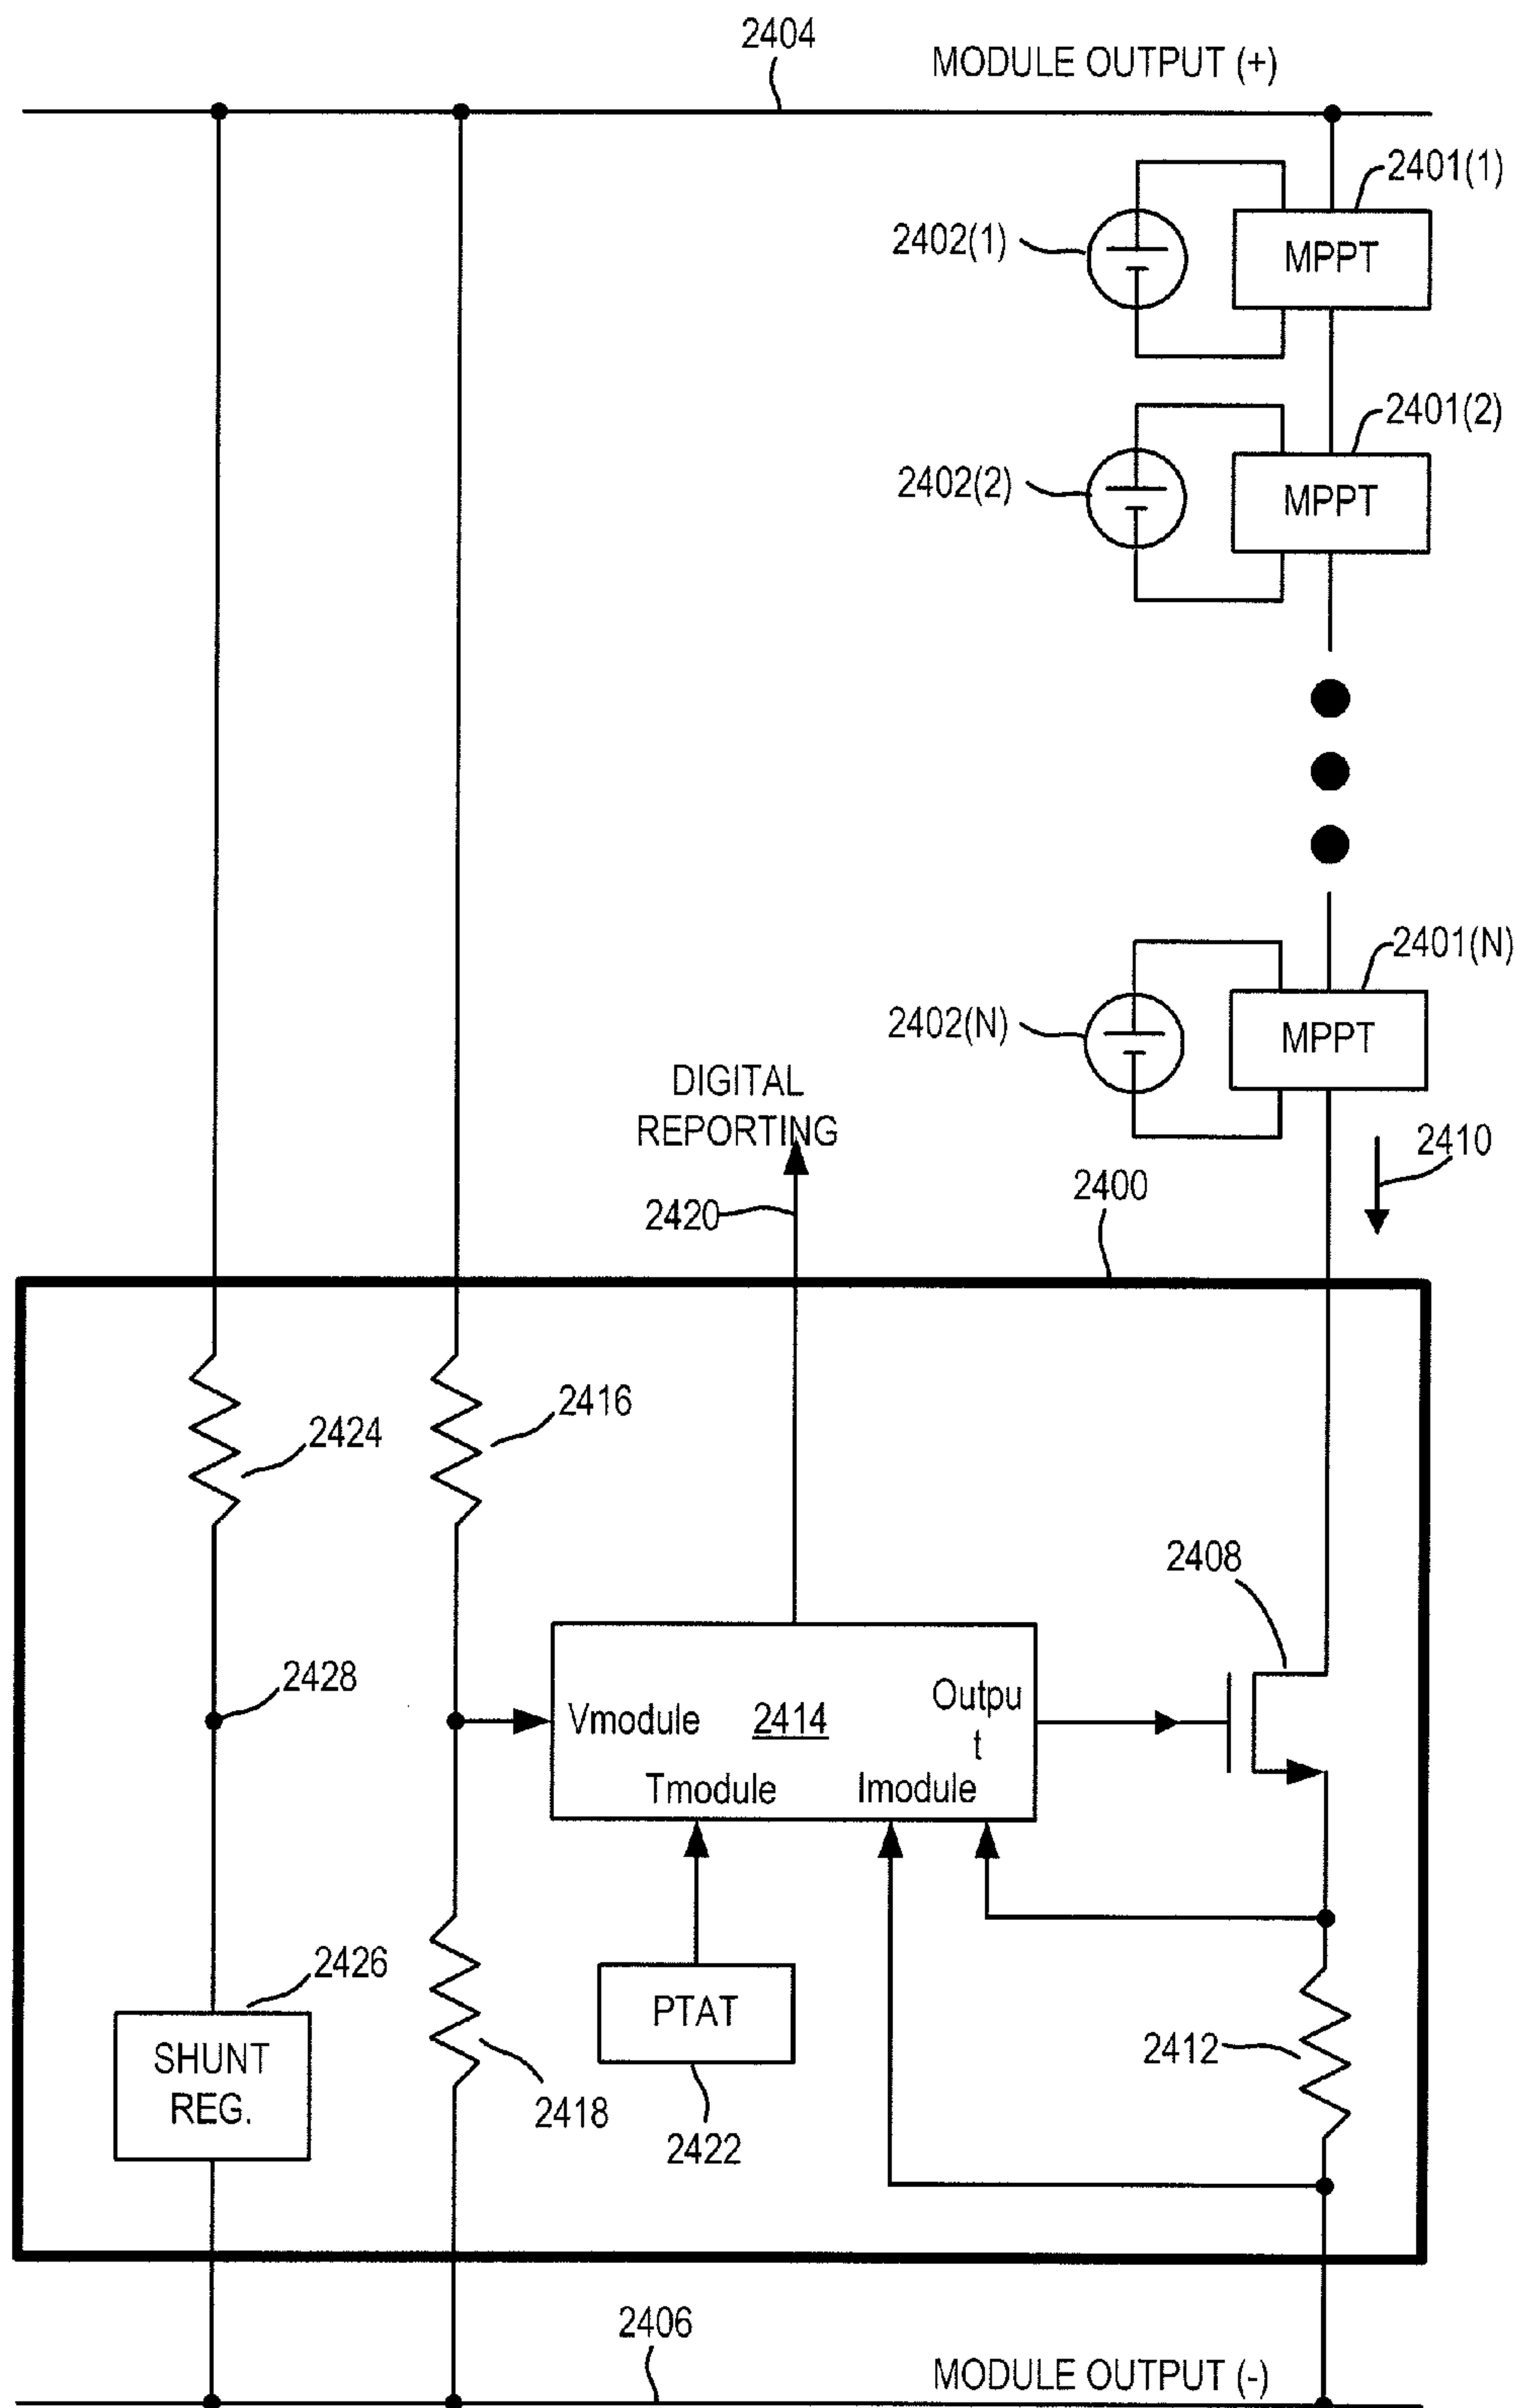 2404
MODULE OUTPUT (+)
2401(1)
2402(1)
MPPT
2401(2)
2402(2)
MPPT
2401(N)
2402(N)
MPPT
DIGITAL
REPORTING
2410
2400
2420
2416
2424
2408
2428
Outpu
t
Vmodule
2414
Tmodule
Imodule
2426
PTAT
SHUNT
REG.
2412
2418
2422
2406
MODULE OUTPUT (-)